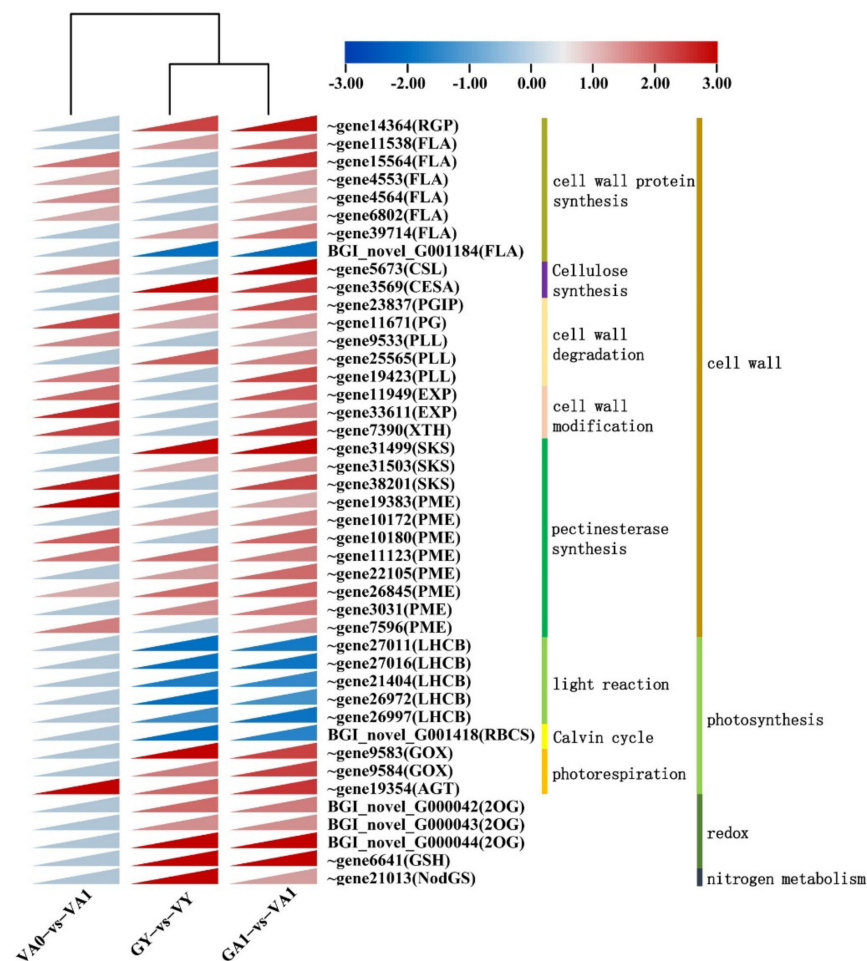 -3.00 -2.00 -1.00 0.00 1.00 2.00 3.00
~gene14364(RGP)
~gene11538(FLA)
~gene15564(FLA)
~gene4553(FLA)
~gene4564(FLA)
~gene6802(FLA)
~gene39714(FLA)
BGI_novel_G001184(FLA)
~gene5673(CSL)
~gene3569(CESA)
~gene23837(PGIP)
~gene11671(PG)
~gene9533(PLL)
~gene25565(PLL)
~gene19423(PLL)
~gene11949(EXP)
~gene33611(EXP)
~gene7390(XTH)
~gene31499(SKS)
~gene31503(SKS)
~gene38201(SKS)
~gene19383(PME)
~gene10172(PME)
~gene10180(PME)
~gene11123(PME)
~gene22105(PME)
~gene26845(PME)
~gene3031(PME)
~gene7596(PME)
~gene27011(LHCB)
~gene27016(LHCB)
~gene21404(LHCB)
~gene26972(LHCB)
~gene26997(LHCB)
BGI_novel_G001418(RBCS)
~gene9583(GOX)
~gene9584(GOX)
~gene19354(AGT)
BGI_novel_G000042(2OG)
BGI_novel_G000043(2OG)
BGI_novel_G000044(2OG)
~gene6641(GSH)
~gene21013(NodGS)
cell wall protein
synthesis
Cellulose
synthesis
cell wall
degradation
cell wall
modification
pectinesterase
synthesis
light reaction
Calvin cycle
photorespiration
cell wall
photosynthesis
redox
nitrogen metabolism
VA0-vs-VA1
GY-vs-VY
GA1-vs-VA1